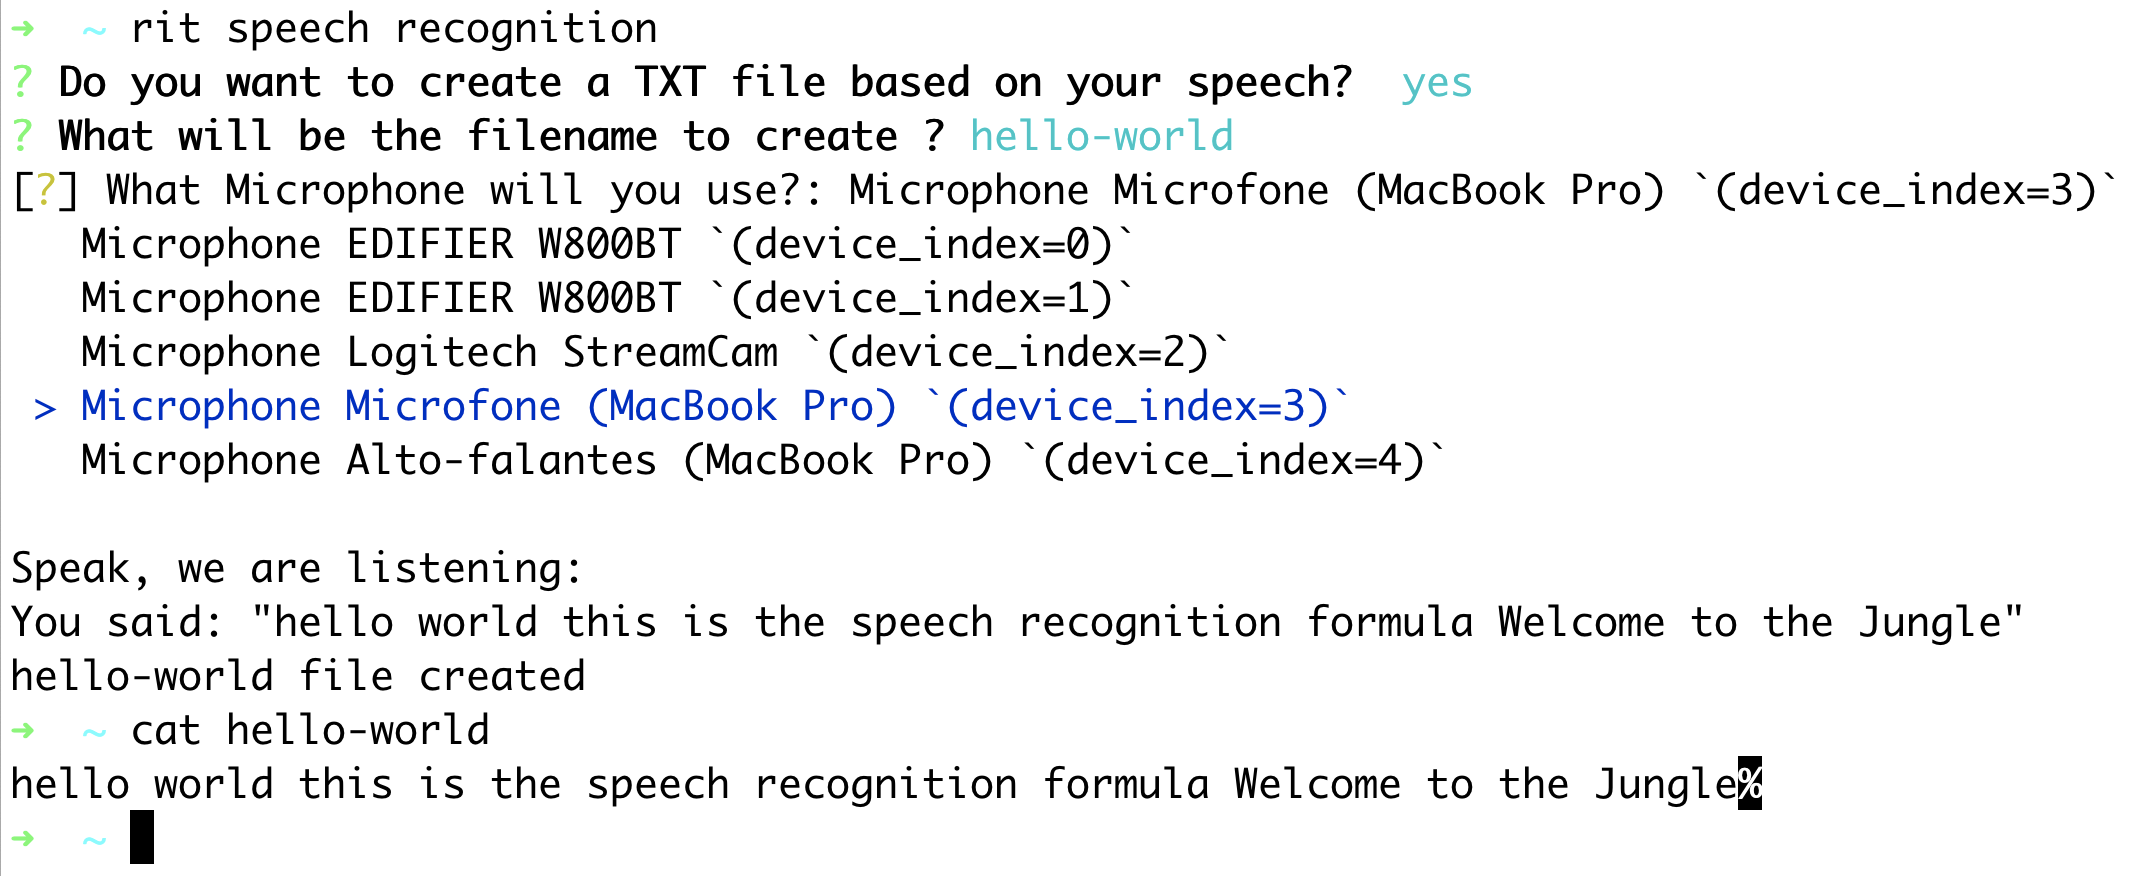 ➜  ~ rit speech recognition
? Do you want to create a TXT file based on your speech?  yes
? What will be the filename to create ? hello-world
[?] What Microphone will you use?: Microphone Microfone (MacBook Pro) `(device_index=3)`
   Microphone EDIFIER W800BT `(device_index=0)`
   Microphone EDIFIER W800BT `(device_index=1)`
   Microphone Logitech StreamCam `(device_index=2)`
 > Microphone Microfone (MacBook Pro) `(device_index=3)`
   Microphone Alto-falantes (MacBook Pro) `(device_index=4)`

Speak, we are listening:
You said: "hello world this is the speech recognition formula Welcome to the Jungle"
hello-world file created
➜  ~ cat hello-world
hello world this is the speech recognition formula Welcome to the Jungle%
➜  ~